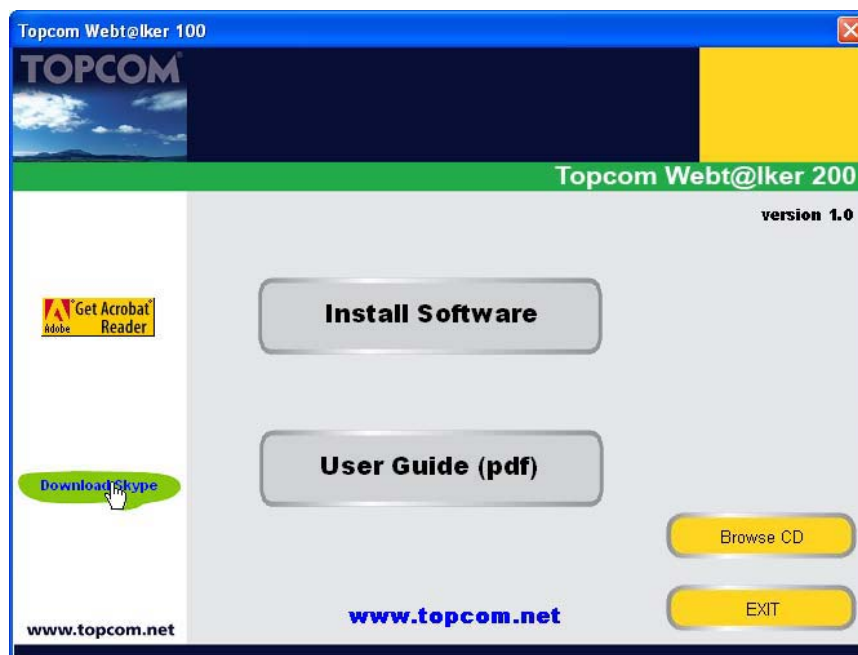 Topcom Webt@lker 100
TOPCOM®
Topcom Webt@lker 200
version 1.0
Get Acrobat®
Adobe Reader
Install Software
User Guide (pdf)
Download Skype
Browse CD
EXIT
www.topcom.net
www.topcom.net